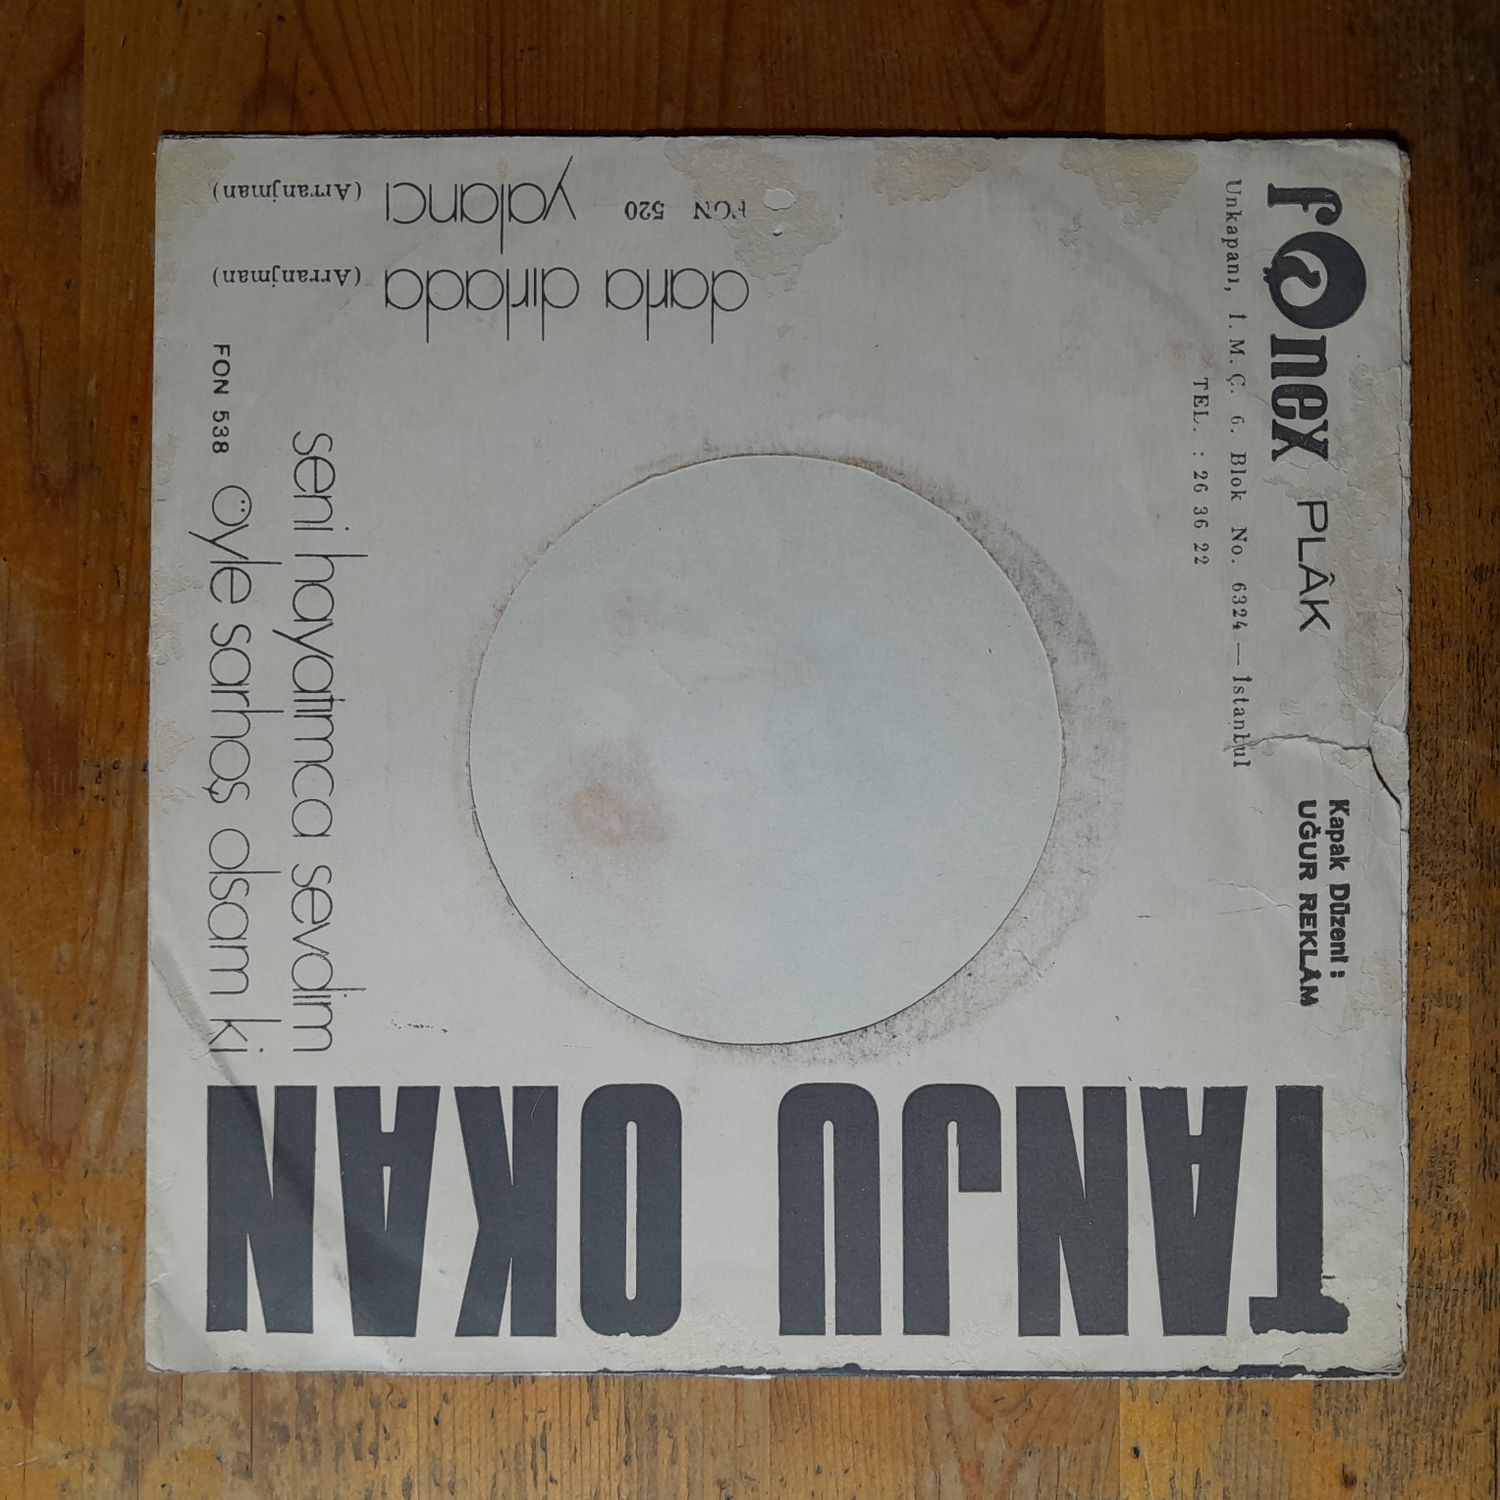 TANJU OKAN
darla dırlada (Arranjman)
yalancı (Arranjman)
FON 520
seni hayatımca sevdim
FON 538 öyle sarhoş olsam ki
fonex PLÂK
Unkapanı, İ. M. Ç. 6. Blok No. 6324 — İstanbul
TEL. : 26 36 22
Kapak Düzeni :
UĞUR REKLÂM